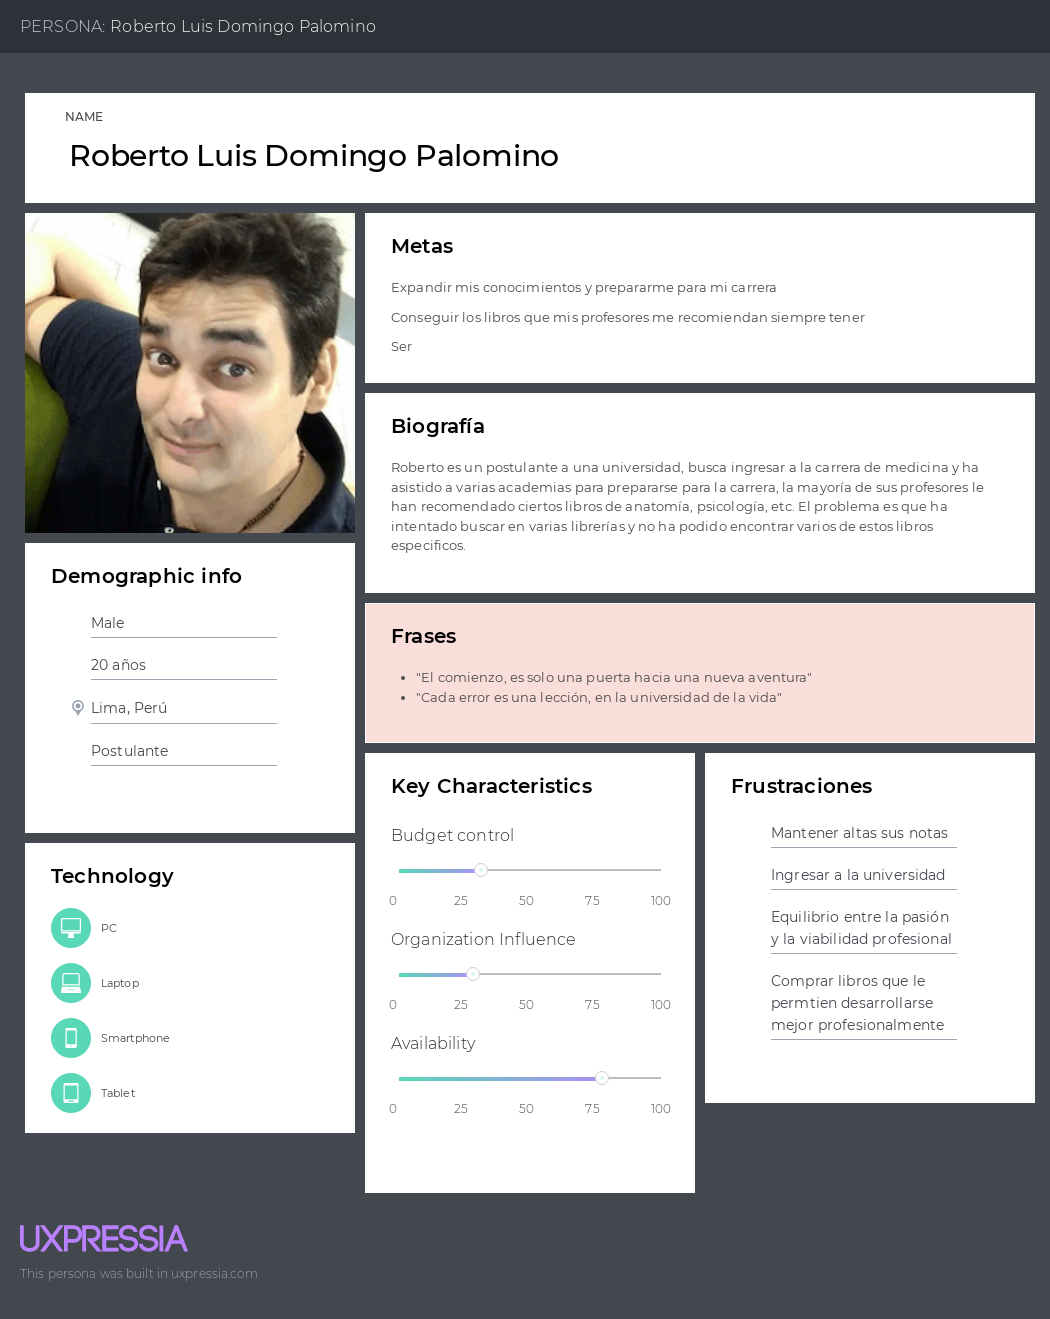 PERSONA: Roberto Luis Domingo Palomino
NAME
Roberto Luis Domingo Palomino
Metas
Expandir mis conocimientos y prepararme para mi carrera
Conseguir los libros que mis profesores me recomiendan siempre tener
Ser
Biografía
Roberto es un postulante a una universidad, busca ingresar a la carrera de medicina y ha
asistido a varias academias para prepararse para la carrera, la mayoría de sus profesores le
han recomendado ciertos libros de anatomía, psicología, etc. El problema es que ha
intentado buscar en varias librerías y no ha podido encontrar varios de estos libros
especificos.
Demographic info
Male
20 años
Lima, Perú
Postulante
Frases
"El comienzo, es solo una puerta hacia una nueva aventura"
"Cada error es una lección, en la universidad de la vida"
Technology
PC
Laptop
Smartphone
Tablet
Key Characteristics
Budget control
0 25 50 75 100
Organization Influence
0 25 50 75 100
Availability
0 25 50 75 100
Frustraciones
Mantener altas sus notas
Ingresar a la universidad
Equilibrio entre la pasión
y la viabilidad profesional
Comprar libros que le
permtien desarrollarse
mejor profesionalmente
UXPRESSIA
This persona was built in uxpressia.com